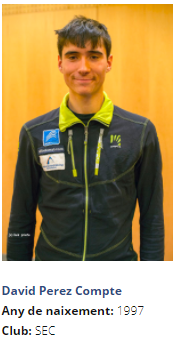 David Perez Compte
Any de naixement: 1997
Club: SEC